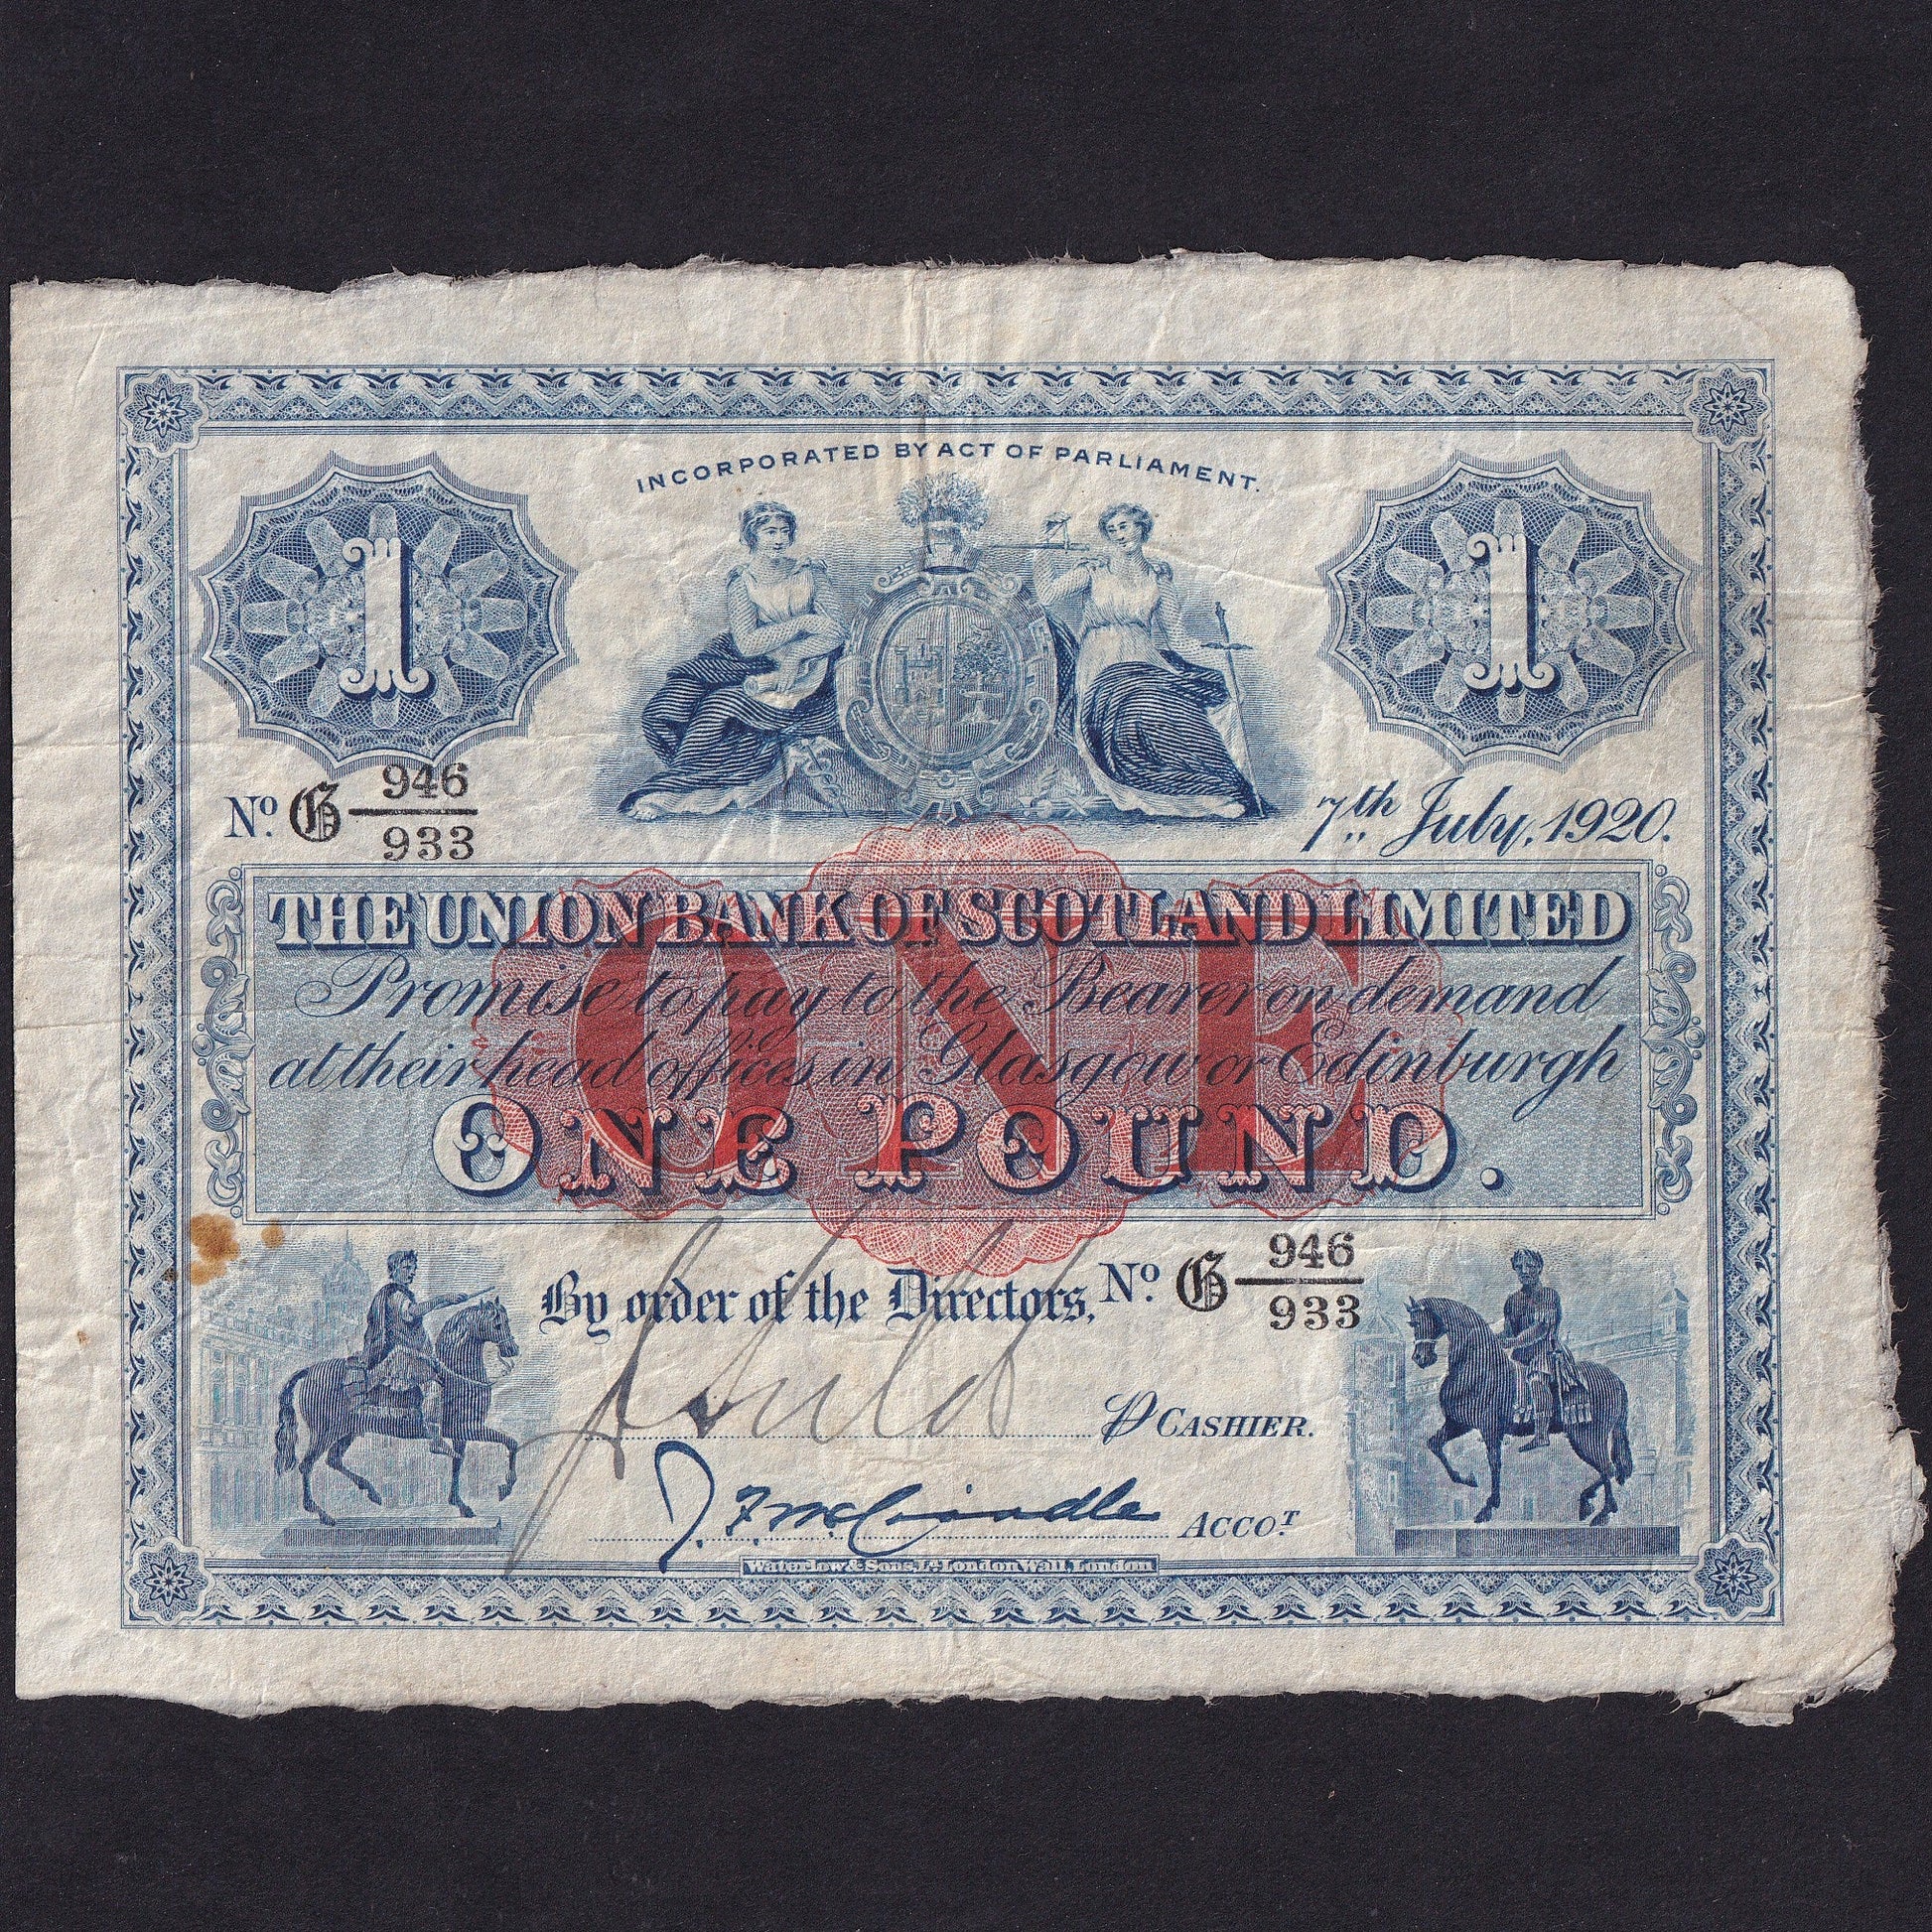 INCORPORATED BY ACT OF PARLIAMENT.
1
1
No. G 946
933
7th July, 1920.
THE UNION BANK OF SCOTLAND LIMITED
ONE
Promise to pay to the Bearer on demand
at their head offices in Glasgow or Edinburgh
ONE POUND.
By order of the Directors,
No. G 946
933
P CASHIER.
J. F. McCrindle ACCOT.
Waterlow & Sons, Ld London Wall, London